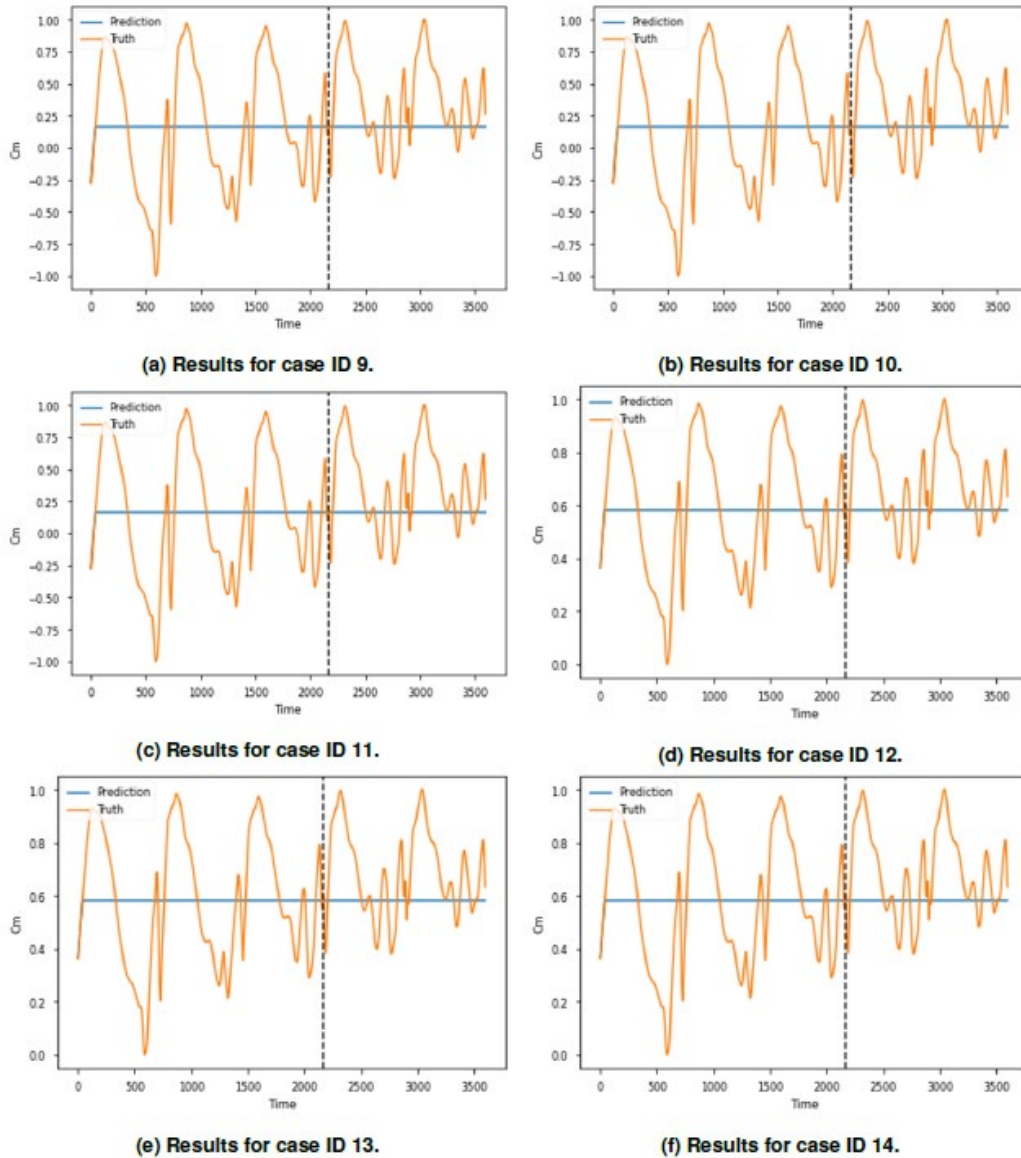 Prediction
Truth
1.00
0.75
0.50
0.25
0.00
−0.25
−0.50
−0.75
−1.00
Cm
0 500 1000 1500 2000 2500 3000 3500
Time
(a) Results for case ID 9.
Prediction
Truth
1.00
0.75
0.50
0.25
0.00
−0.25
−0.50
−0.75
−1.00
Cm
0 500 1000 1500 2000 2500 3000 3500
Time
(b) Results for case ID 10.
Prediction
Truth
1.00
0.75
0.50
0.25
0.00
−0.25
−0.50
−0.75
−1.00
Cm
0 500 1000 1500 2000 2500 3000 3500
Time
(c) Results for case ID 11.
Prediction
Truth
1.0
0.8
0.6
0.4
0.2
0.0
Cm
0 500 1000 1500 2000 2500 3000 3500
Time
(d) Results for case ID 12.
Prediction
Truth
1.0
0.8
0.6
0.4
0.2
0.0
Cm
0 500 1000 1500 2000 2500 3000 3500
Time
(e) Results for case ID 13.
Prediction
Truth
1.0
0.8
0.6
0.4
0.2
0.0
Cm
0 500 1000 1500 2000 2500 3000 3500
Time
(f) Results for case ID 14.